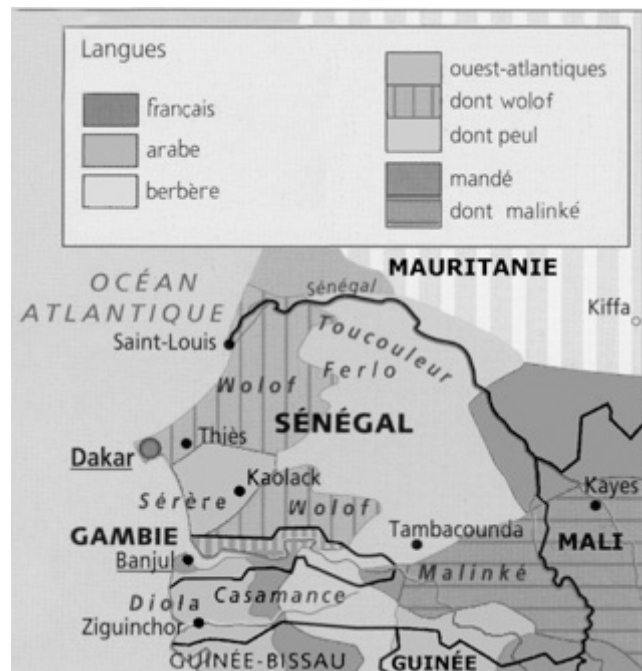 Langues
français
arabe
berbère
ouest-atlantiques
dont wolof
dont peul
mandé
dont malinké
MAURITANIE
OCÉAN
ATLANTIQUE
Sénégal
Kiffa
Saint-Louis
Toucouleur
Ferlo
Wolof
SÉNÉGAL
Thiès
Dakar
Kaolack
Kayes
Sérère
Wolof
GAMBIE
Tambacounda
MALI
Banjul
Malinké
Diola
Casamance
Ziguinchor
GUINÉE-BISSAU
GUINÉE